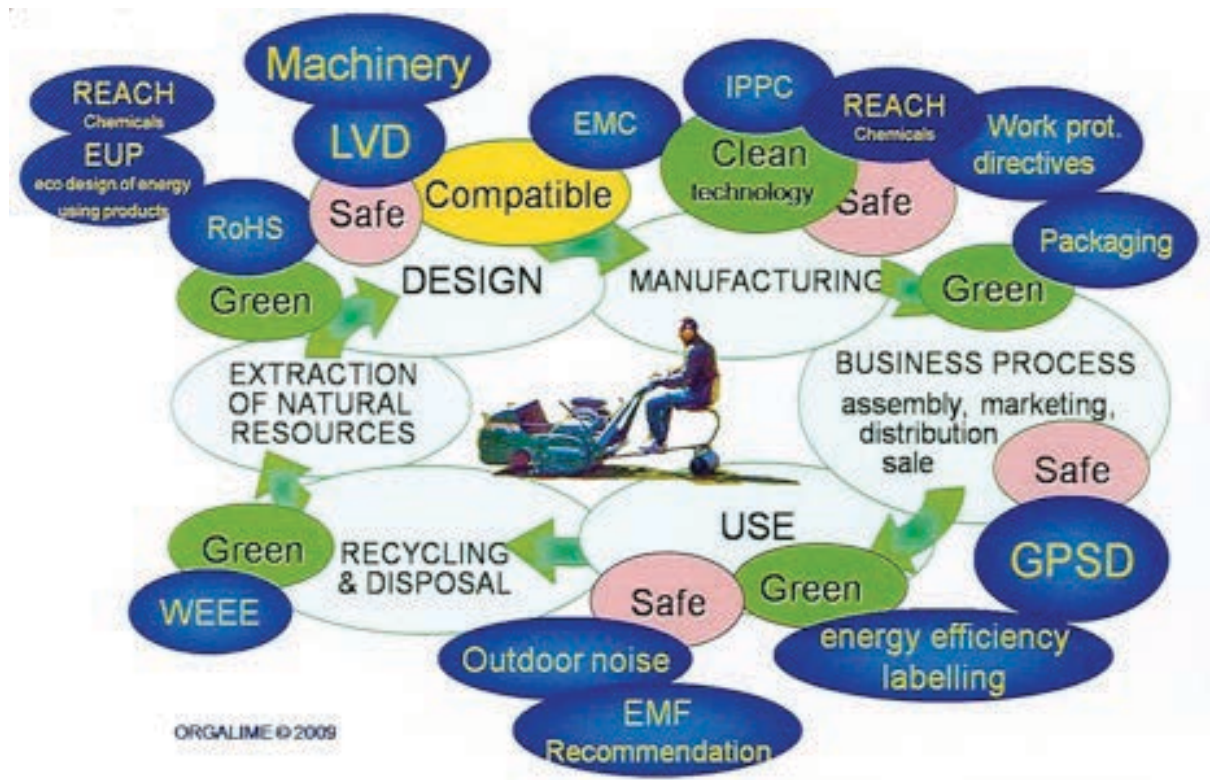 Machinery
REACH
Chemicals
LVD
EUP
eco design of energy
using products
RoHS
Safe
Green
Compatible
EMC
IPPC
REACH
Chemicals
Work prot.
directives
Clean
technology
Safe
Packaging
Green
DESIGN
MANUFACTURING
EXTRACTION
OF NATURAL
RESOURCES
BUSINESS PROCESS
assembly, marketing,
distribution
sale
Safe
GPSD
USE
Green
Safe
energy efficiency
labelling
Outdoor noise
EMF
Recommendation
RECYCLING
& DISPOSAL
Green
WEEE
ORGALIME © 2009